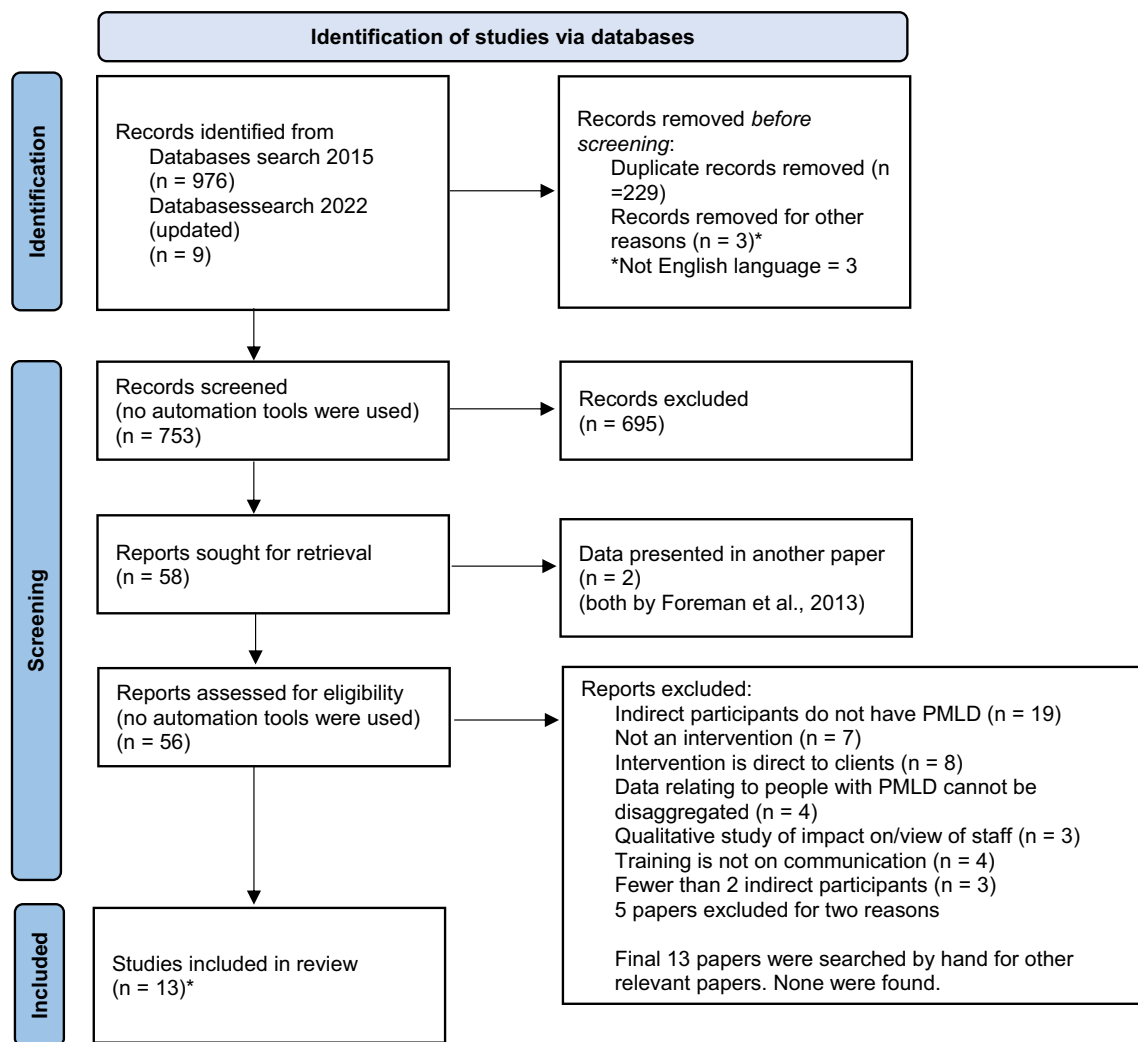 Identification of studies via databases
Identification
Records identified from
Databases search 2015
(n = 976)
Databasessearch 2022
(updated)
(n = 9)
Records removed before
screening:
Duplicate records removed (n
=229)
Records removed for other
reasons (n = 3)*
*Not English language = 3
Screening
Records screened
(no automation tools were used)
(n = 753)
Records excluded
(n = 695)
Reports sought for retrieval
(n = 58)
Data presented in another paper
(n = 2)
(both by Foreman et al., 2013)
Reports assessed for eligibility
(no automation tools were used)
(n = 56)
Reports excluded:
Indirect participants do not have PMLD (n = 19)
Not an intervention (n = 7)
Intervention is direct to clients (n = 8)
Data relating to people with PMLD cannot be
disaggregated (n = 4)
Qualitative study of impact on/view of staff (n = 3)
Training is not on communication (n = 4)
Fewer than 2 indirect participants (n = 3)
5 papers excluded for two reasons
Final 13 papers were searched by hand for other
relevant papers. None were found.
Included
Studies included in review
(n = 13)*